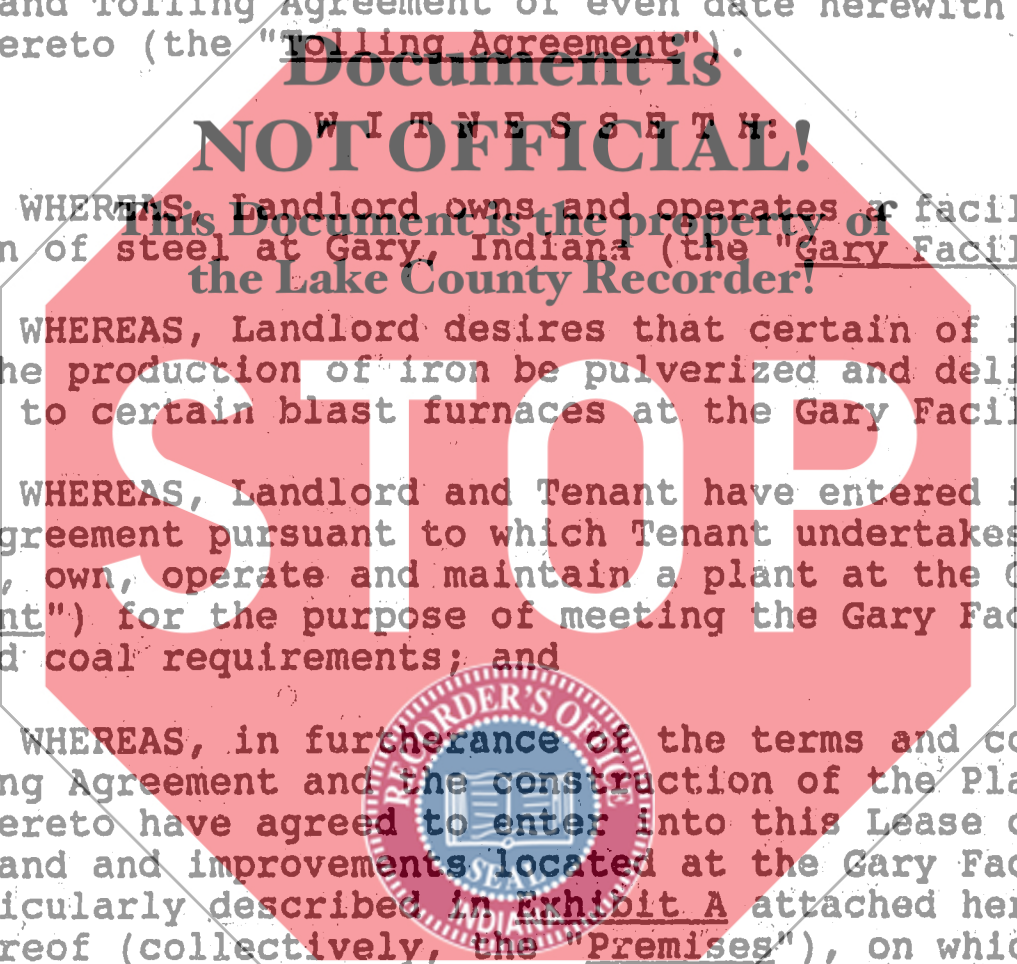 and Tolling Agreement of even date herewith
ereto (the "Tolling Agreement").
Document is
W I T N E S S E T H:
NOT OFFICIAL!
WHEREAS, Landlord owns and operates a facil
This Document is the property of
n of steel at Gary, Indiana (the "Gary Facil
the Lake County Recorder!
WHEREAS, Landlord desires that certain of
he production of iron be pulverized and deli
to certain blast furnaces at the Gary Facil
STOP
WHEREAS, Landlord and Tenant have entered
greement pursuant to which Tenant undertakes
, own, operate and maintain a plant at the
nt") for the purpose of meeting the Gary Fac
d coal requirements; and
RECORDER'S OFFICE
WHEREAS, in furtherance of the terms and co
ng Agreement and the construction of the Pla
ereto have agreed to enter into this Lease
and and improvements located at the Gary Fac
SEAL
icularly described in Exhibit A attached her
INDIANA
reof (collectively, the "Premises"), on whic